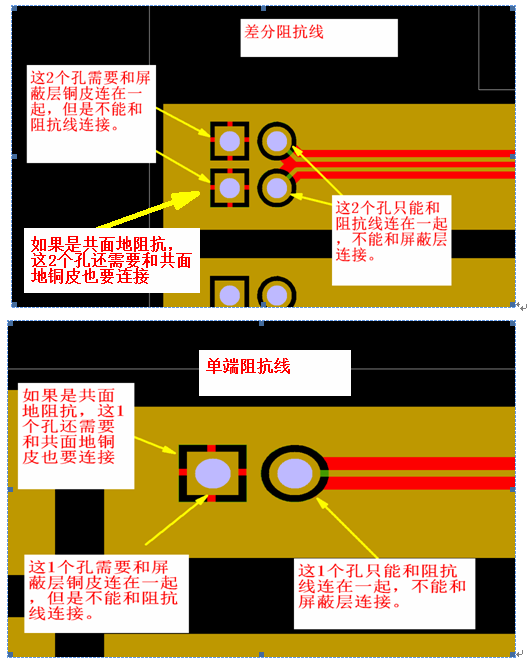 差分阻抗线
这2个孔需要和屏
蔽层铜皮连在一
起，但是不能和
阻抗线连接。
这2个孔只能和
阻抗线连在一起
，不能和屏蔽层
连接。
如果是共面地阻抗，
这2个孔还需要和共面
地铜皮也要连接
单端阻抗线
如果是共面
地阻抗，这1
个孔还需要
和共面地铜
皮也要连接
这1个孔需要和屏
蔽层铜皮连在一起
，但是不能和阻抗
线连接。
这1个孔只能和阻抗
线连在一起，不能和
屏蔽层连接。